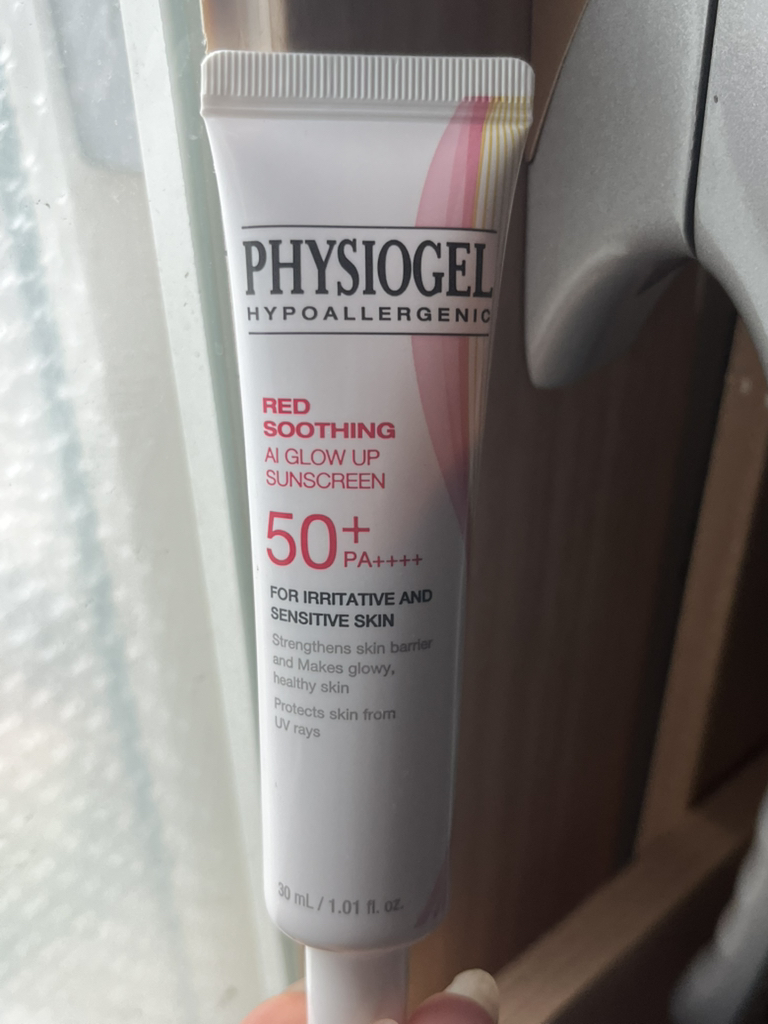 PHYSIOGEL
HYPOALLERGENIC
RED
SOOTHING
AI GLOW UP
SUNSCREEN
50+
PA++++
FOR IRRITATIVE AND
SENSITIVE SKIN
Strengthens skin barrier
and Makes glowy,
healthy skin
Protects skin from
UV rays
30 mL / 1.01 fl. oz.